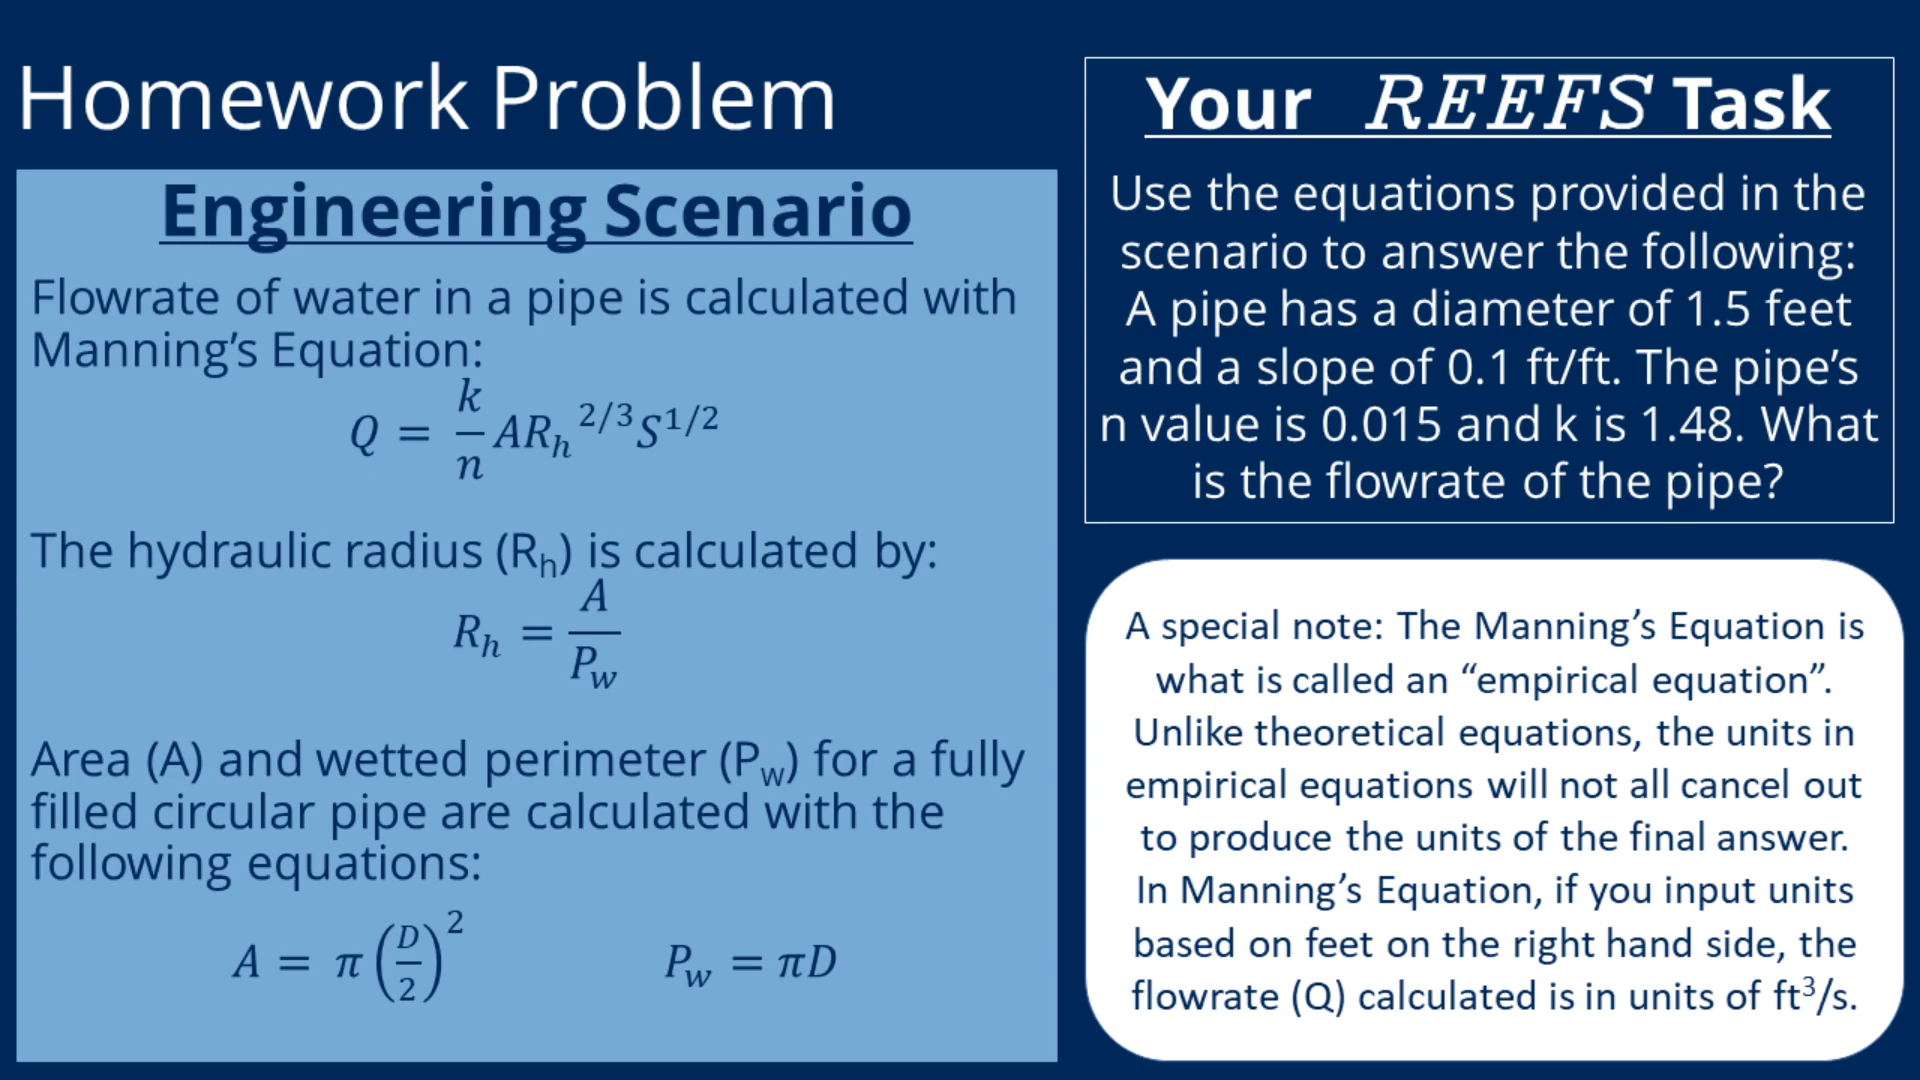 Homework Problem
Engineering Scenario
Flowrate of water in a pipe is calculated with
Manning’s Equation:
Q = k/n AR_h^2/3 S^1/2
The hydraulic radius (R_h) is calculated by:
R_h = A/P_w
Area (A) and wetted perimeter (P_w) for a fully
filled circular pipe are calculated with the
following equations:
A = π(D/2)^2 P_w = πD
Your REEFS Task
Use the equations provided in the
scenario to answer the following:
A pipe has a diameter of 1.5 feet
and a slope of 0.1 ft/ft. The pipe’s
n value is 0.015 and k is 1.48. What
is the flowrate of the pipe?
A special note: The Manning’s Equation is
what is called an “empirical equation”.
Unlike theoretical equations, the units in
empirical equations will not all cancel out
to produce the units of the final answer.
In Manning’s Equation, if you input units
based on feet on the right hand side, the
flowrate (Q) calculated is in units of ft³/s.